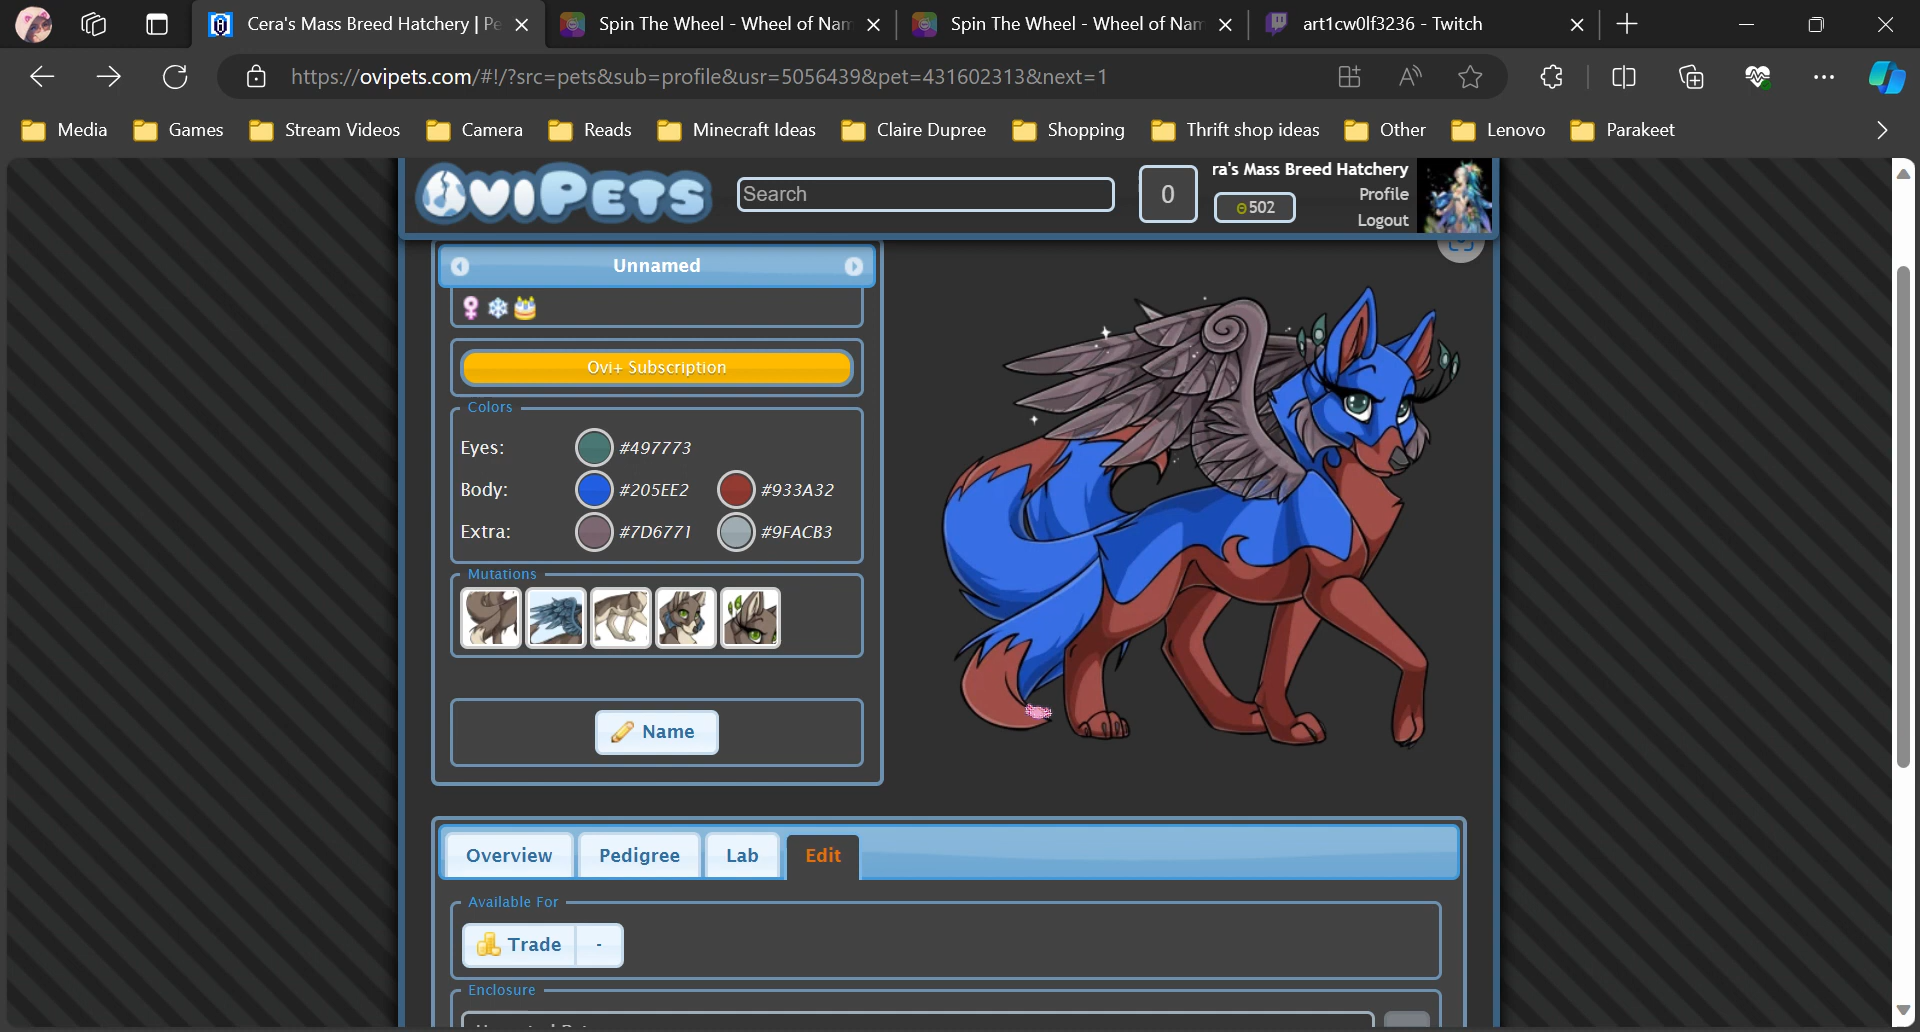 Cera's Mass Breed Hatchery | Pe
Spin The Wheel - Wheel of Nam
Spin The Wheel - Wheel of Nam
art1cw0lf3236 - Twitch
https://ovipets.com/#!/?src=pets&sub=profile&usr=5056439&pet=431602313&next=1
Media
Games
Stream Videos
Camera
Reads
Minecraft Ideas
Claire Dupree
Shopping
Thrift shop ideas
Other
Lenovo
Parakeet
OviPets
Search
0
ra's Mass Breed Hatchery
502
Profile
Logout
Unnamed
Ovi+ Subscription
Colors
Eyes: #497773
Body: #205EE2 #933A32
Extra: #7D6771 #9FACB3
Mutations
Name
Overview
Pedigree
Lab
Edit
Available For
Trade -
Enclosure